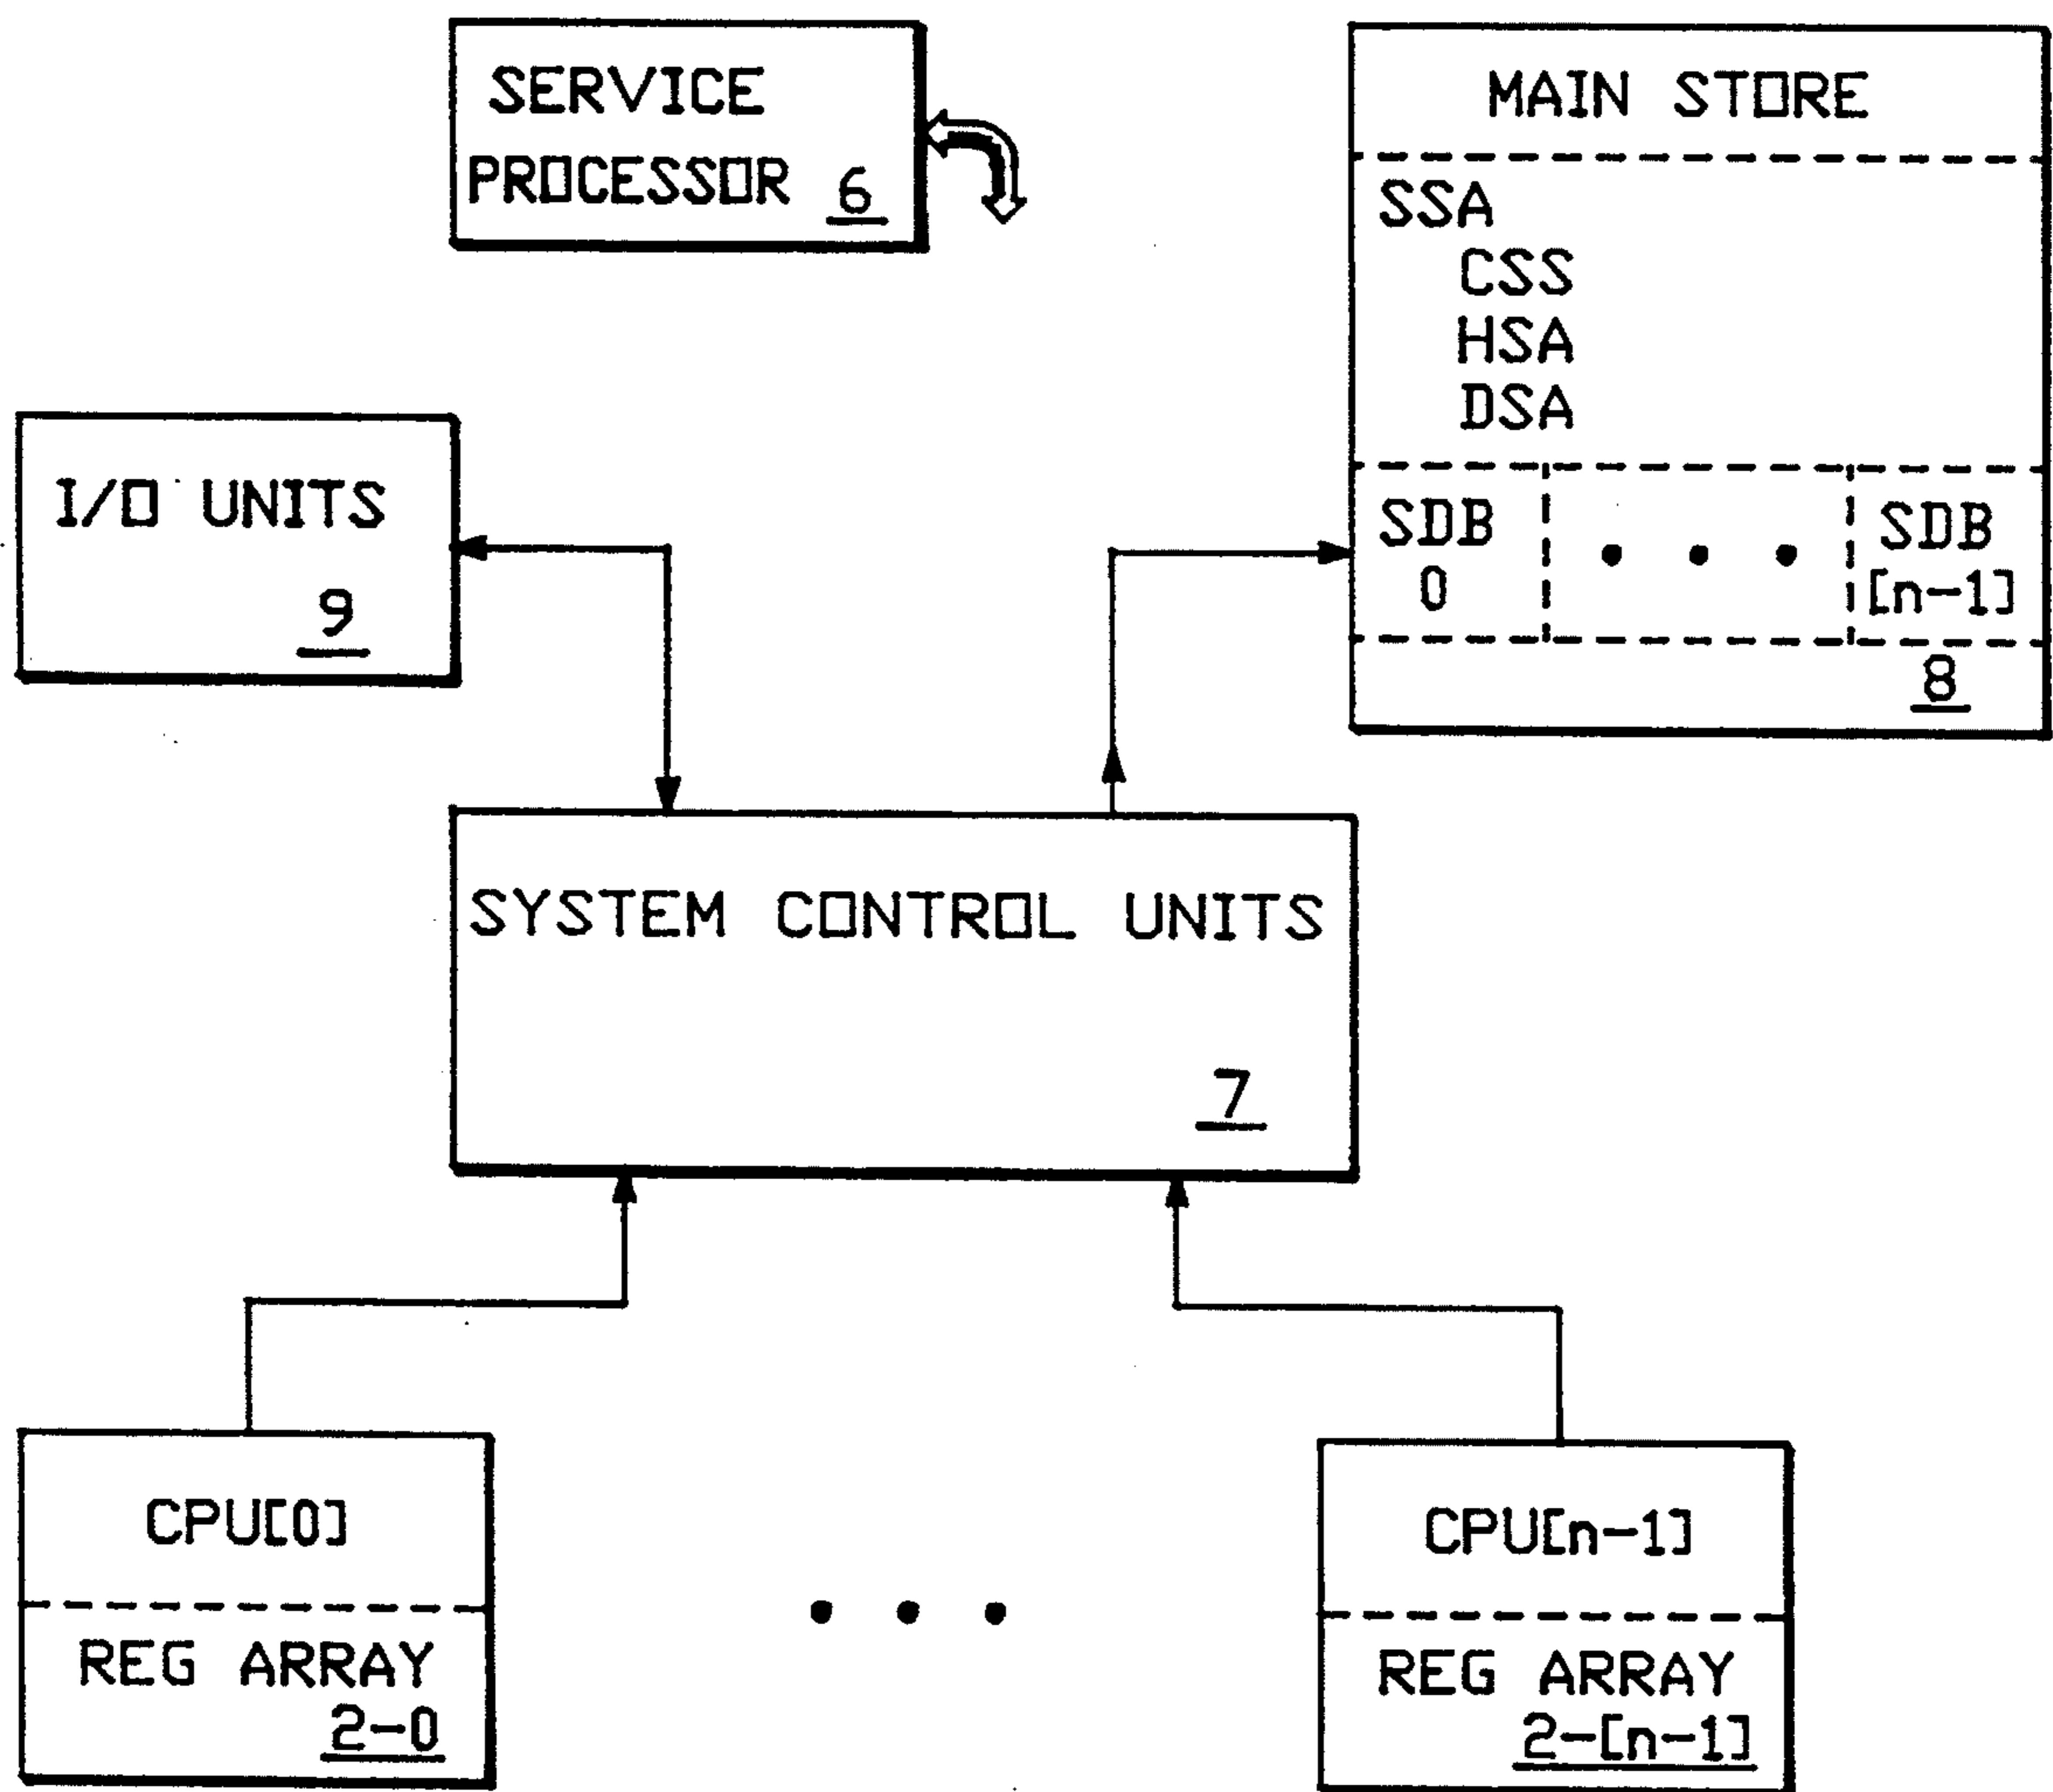 SERVICE
PROCESSOR 6
MAIN STORE
SSA
CSS
HSA
DSA
SDB
0
SDB
[n-1]
8
I/O UNITS
9
SYSTEM CONTROL UNITS
7
CPU[0]
REG ARRAY
2-0
CPU[n-1]
REG ARRAY
2-[n-1]